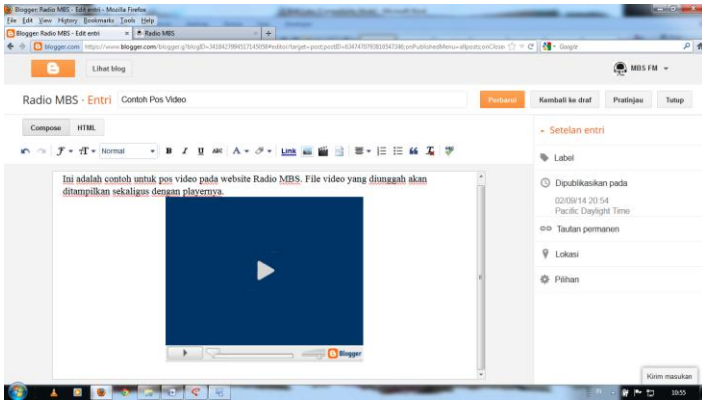 Blogger: Radio MBS - Edit entri - Mozilla Firefox
File Edit View History Bookmarks Tools Help
Blogger: Radio MBS - Edit entri × Radio MBS × +
blogger.com Google
Lihat blog MBS FM
Radio MBS · Entri Contoh Pos Video Perbarui Kembali ke draf Pratinjau Tutup
Compose HTML Setelan entri
Normal B I U ABC A Link
Label
Ini adalah contoh untuk pos video pada website Radio MBS. File video yang diunggah akan
ditampilkan sekaligus dengan playernya.
Dipublikasikan pada
02/09/14 20:54
Pacific Daylight Time
Tautan permanen
Lokasi
Pilihan
Blogger
Kirim masukan
10:55